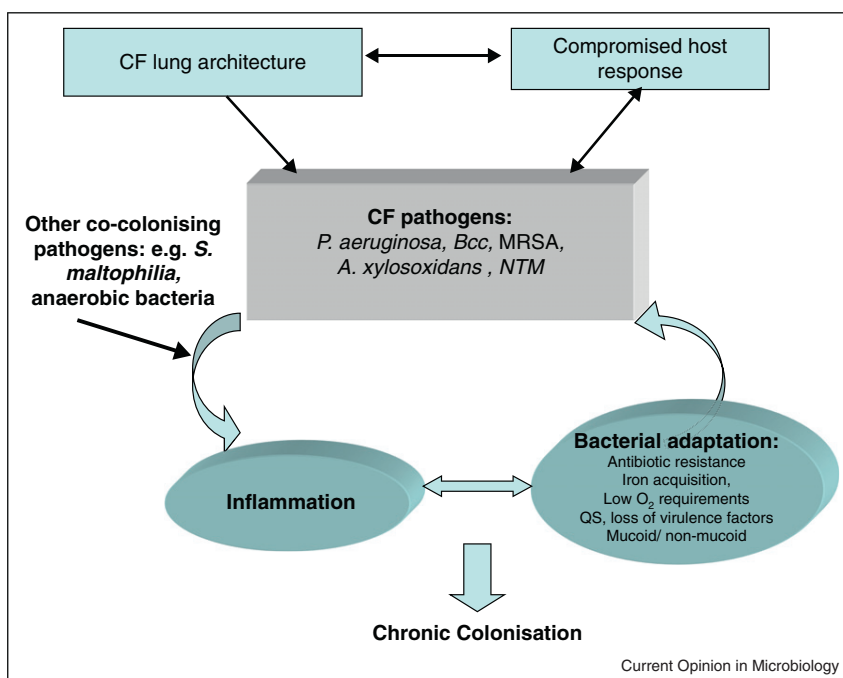 CF lung architecture
Compromised host
response
CF pathogens:
P. aeruginosa, Bcc, MRSA,
A. xylosoxidans , NTM
Other co-colonising
pathogens: e.g. S.
maltophilia,
anaerobic bacteria
Inflammation
Bacterial adaptation:
Antibiotic resistance
Iron acquisition,
Low O₂ requirements
QS, loss of virulence factors
Mucoid/ non-mucoid
Chronic Colonisation
Current Opinion in Microbiology